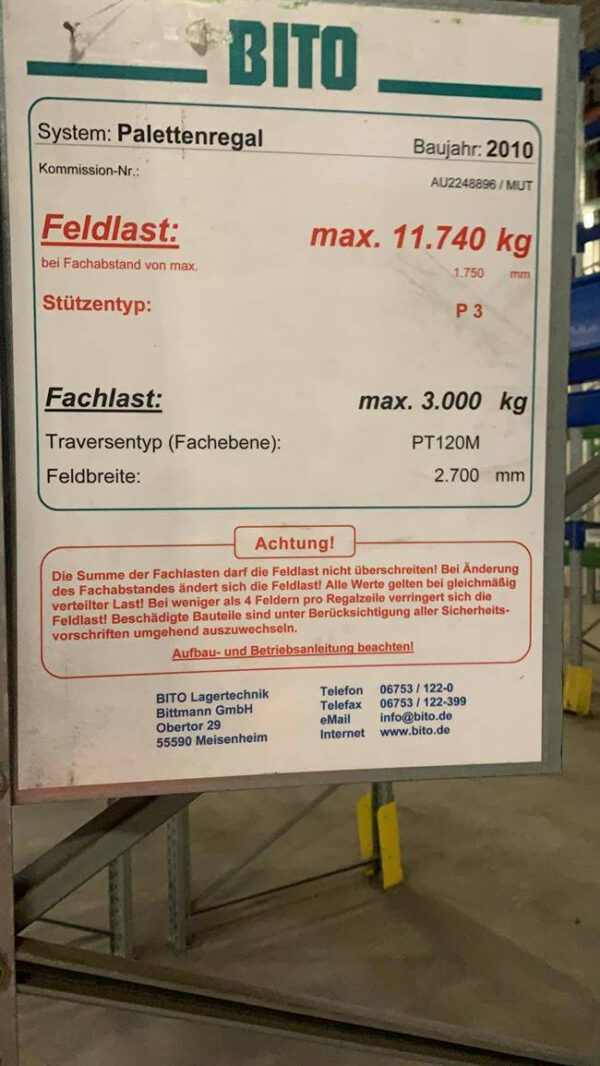 BITO
System: Palettenregal Baujahr: 2010
Kommission-Nr.: AU2248896 / MUT
Feldlast: max. 11.740 kg
bei Fachabstand von max. 1.750 mm
Stützentyp: P 3
Fachlast: max. 3.000 kg
Traversentyp (Fachebene): PT120M
Feldbreite: 2.700 mm
Achtung!
Die Summe der Fachlasten darf die Feldlast nicht überschreiten! Bei Änderung
des Fachabstandes ändert sich die Feldlast! Alle Werte gelten bei gleichmäßig
verteilter Last! Bei weniger als 4 Feldern pro Regalzeile verringert sich die
Feldlast! Beschädigte Bauteile sind unter Berücksichtigung aller Sicherheits-
vorschriften umgehend auszuwechseln.
Aufbau- und Betriebsanleitung beachten!
BITO Lagertechnik
Bittmann GmbH
Obertor 29
55590 Meisenheim
Telefon 06753 / 122-0
Telefax 06753 / 122-399
eMail info@bito.de
Internet www.bito.de